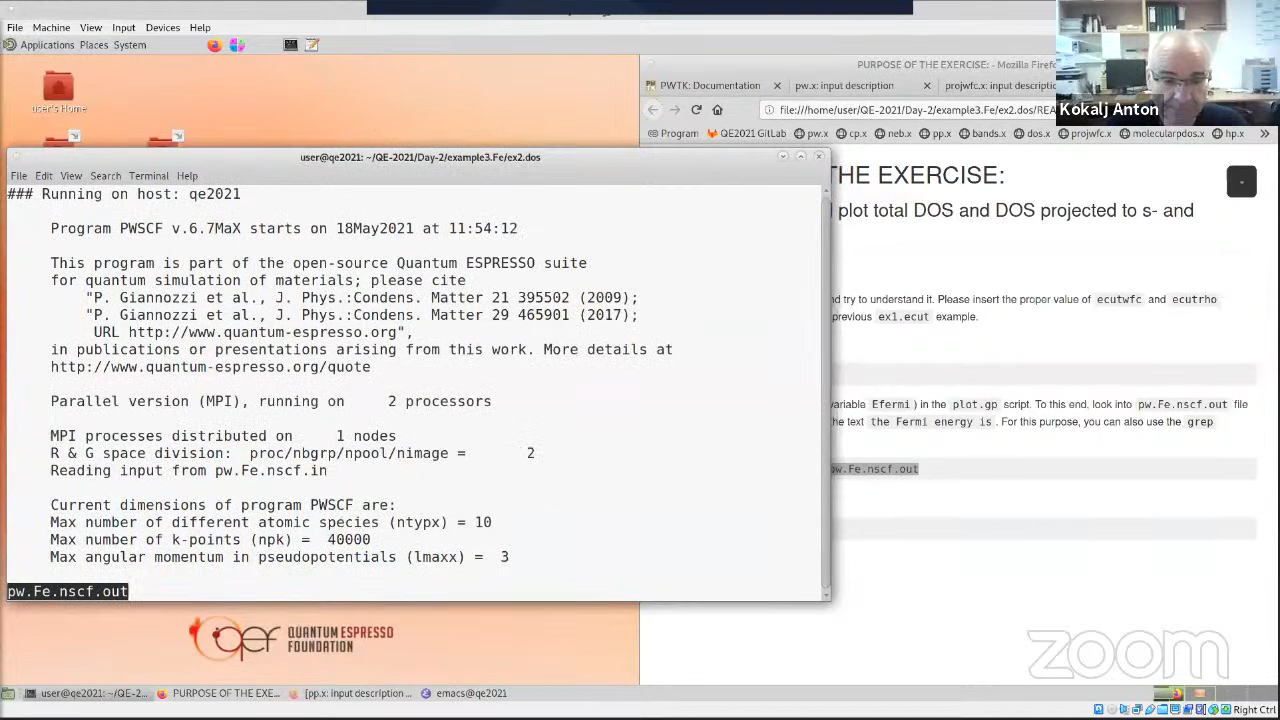 File Machine View Input Devices Help
Applications Places System
user's Home
PURPOSE OF THE EXERCISE: - Mozilla Firefo
PWTK: Documentation
pw.x: input description
projwfc.x: input description
file:///home/user/QE-2021/Day-2/example3.Fe/ex2.dos/REA
Program QE2021 GitLab pw.x cp.x neb.x pp.x bands.x dos.x projwfc.x molecularpdos.x hp.x
Kokalj Anton
user@qe2021: ~/QE-2021/Day-2/example3.Fe/ex2.dos
File Edit View Search Terminal Help
### Running on host: qe2021
Program PWSCF v.6.7MaX starts on 18May2021 at 11:54:12
This program is part of the open-source Quantum ESPRESSO suite
for quantum simulation of materials; please cite
"P. Giannozzi et al., J. Phys.:Condens. Matter 21 395502 (2009);
"P. Giannozzi et al., J. Phys.:Condens. Matter 29 465901 (2017);
URL http://www.quantum-espresso.org",
in publications or presentations arising from this work. More details at
http://www.quantum-espresso.org/quote
Parallel version (MPI), running on 2 processors
MPI processes distributed on 1 nodes
R & G space division: proc/nbgrp/npool/nimage = 2
Reading input from pw.Fe.nscf.in
Current dimensions of program PWSCF are:
Max number of different atomic species (ntypx) = 10
Max number of k-points (npk) = 40000
Max angular momentum in pseudopotentials (lmaxx) = 3
pw.Fe.nscf.out
THE EXERCISE:
plot total DOS and DOS projected to s- and
nd try to understand it. Please insert the proper value of ecutwfc and ecutrho
previous ex1.ecut example.
variable Efermi ) in the plot.gp script. To this end, look into pw.Fe.nscf.out file
the text the Fermi energy is . For this purpose, you can also use the grep
pw.Fe.nscf.out
QUANTUM ESPRESSO
FOUNDATION
zoom
user@qe2021: ~/QE-2...
PURPOSE OF THE EXE...
[pp.x: input description ...
emacs@qe2021
Right Ctrl